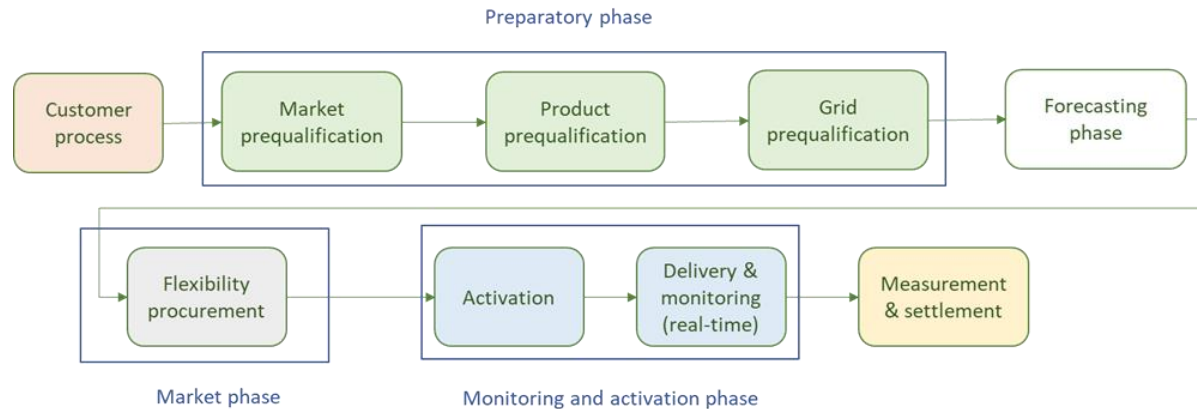 Preparatory phase
Customer
process
Market
prequalification
Product
prequalification
Grid
prequalification
Forecasting
phase
Flexibility
procurement
Activation
Delivery &
monitoring
(real-time)
Measurement
& settlement
Market phase
Monitoring and activation phase